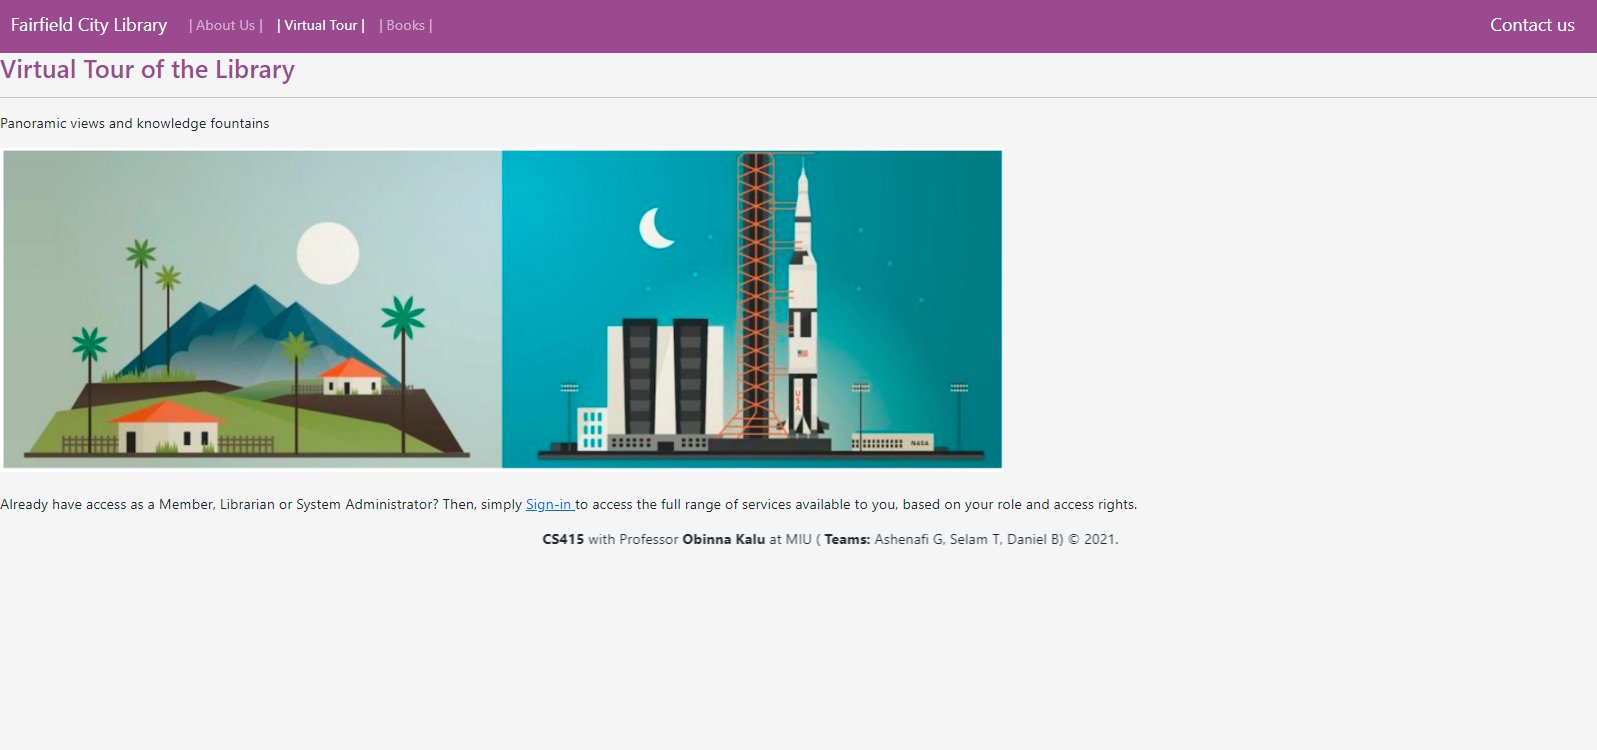 Fairfield City Library | About Us | | Virtual Tour | | Books | Contact us
Virtual Tour of the Library
Panoramic views and knowledge fountains
USA
NASA
Already have access as a Member, Librarian or System Administrator? Then, simply Sign-in to access the full range of services available to you, based on your role and access rights.
CS415 with Professor Obinna Kalu at MIU ( Teams: Ashenafi G, Selam T, Daniel B) © 2021.